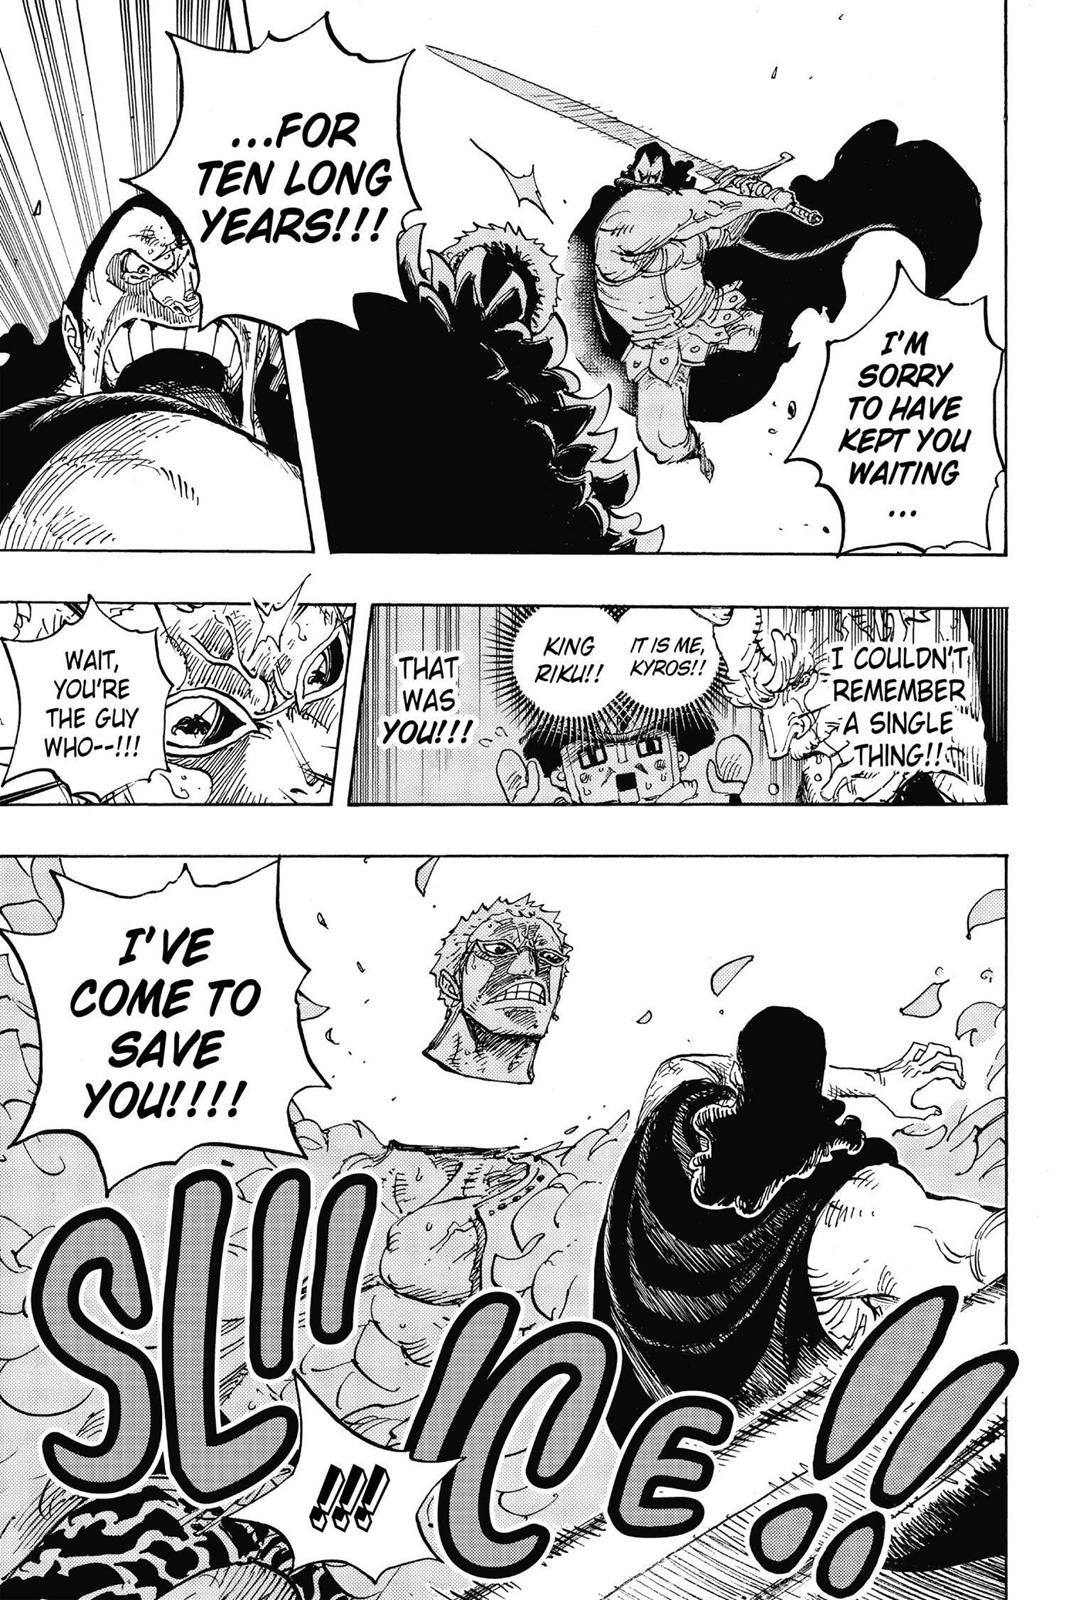 I'M
SORRY
TO HAVE
KEPT YOU
WAITING
...
...FOR
TEN LONG
YEARS!!!
I COULDN'T
REMEMBER
A SINGLE
THING!!
IT IS ME,
KYROS!!
KING
RIKU!!
THAT
WAS
YOU!!!
WAIT,
YOU'RE
THE GUY
WHO--!!!
I'VE
COME TO
SAVE
YOU!!!!
SLICE!!
!!!!